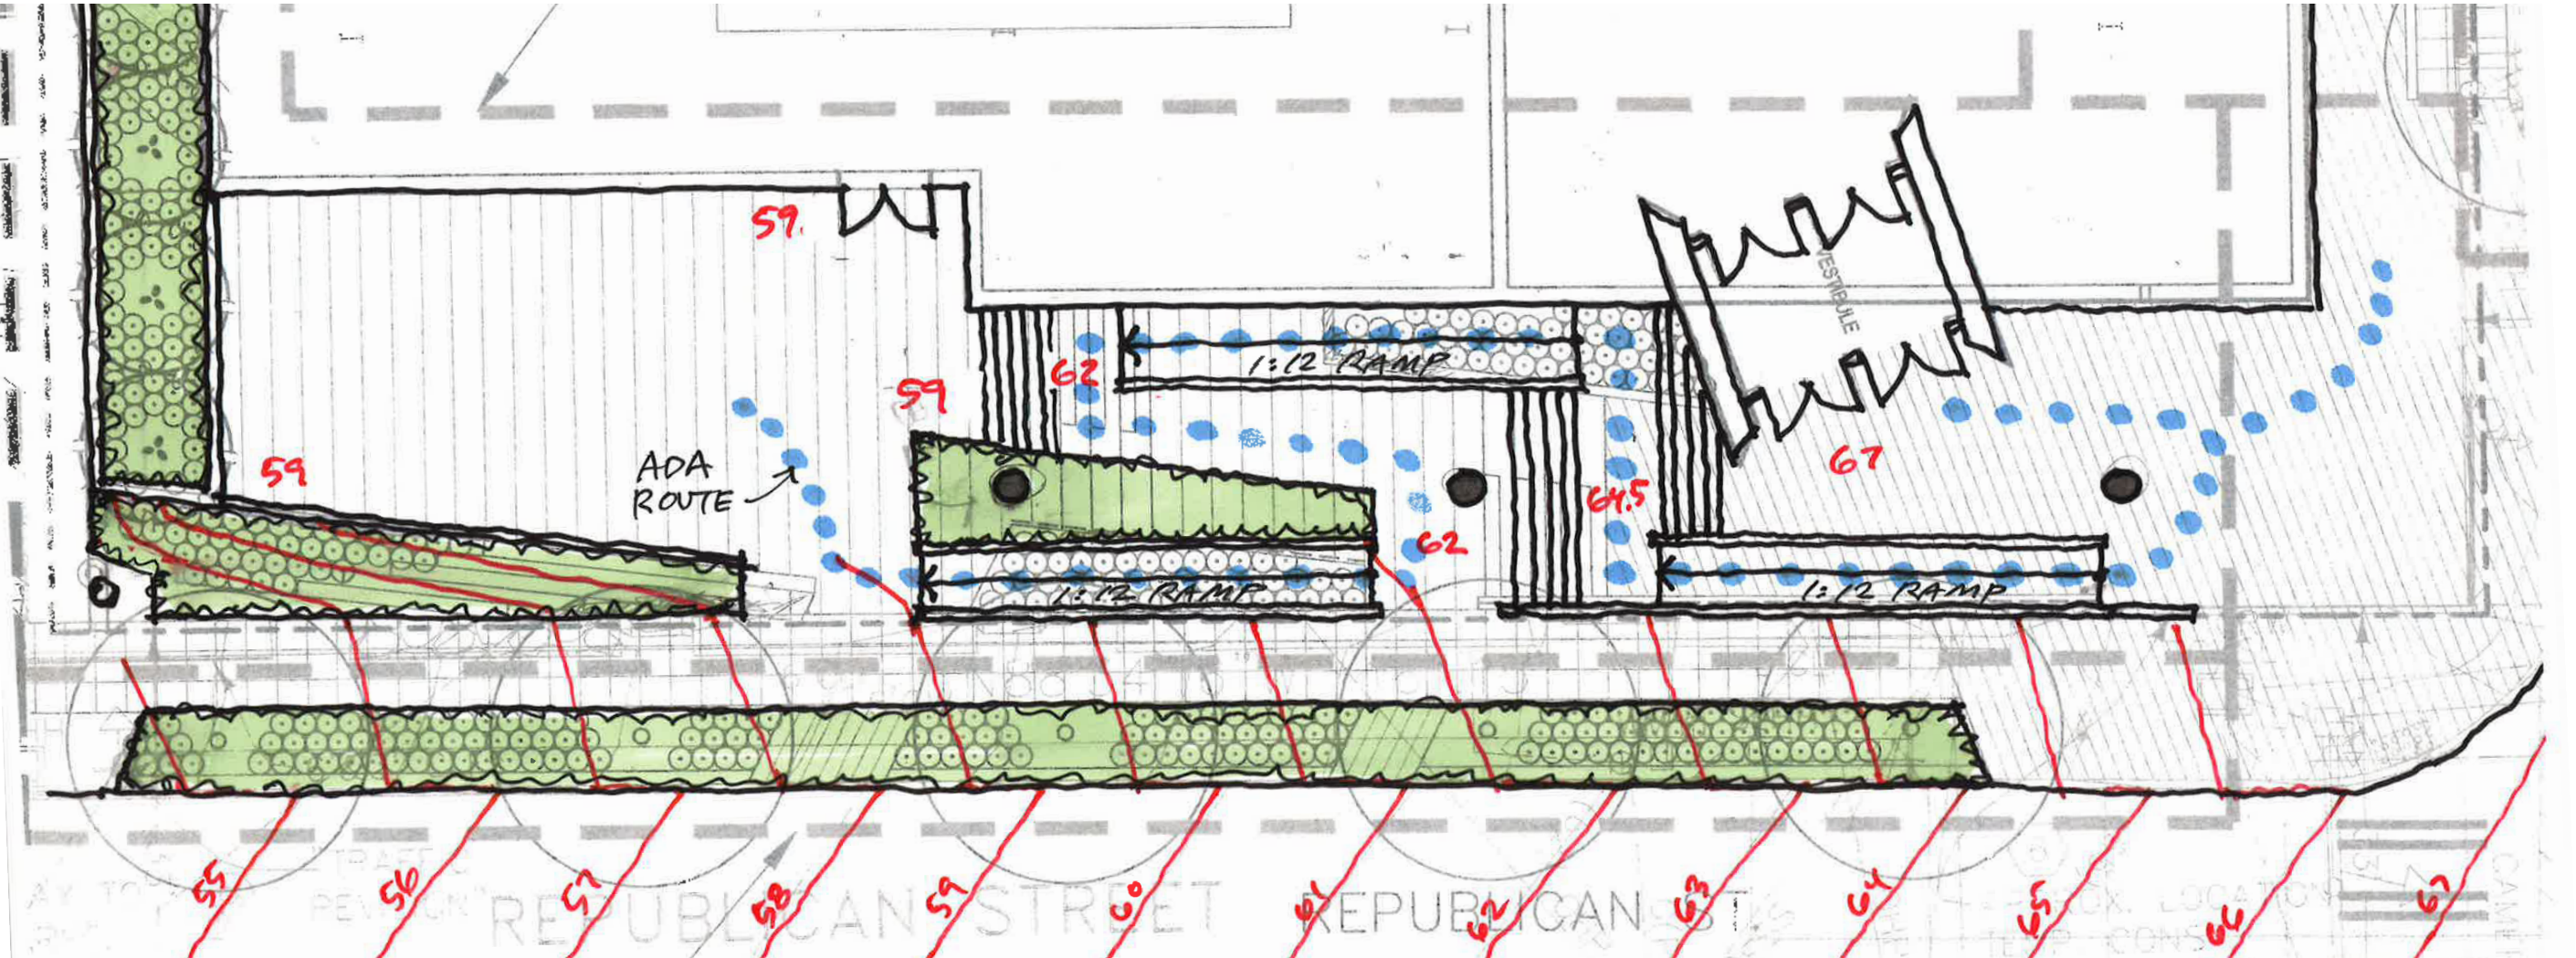 59.
62
1:12 RAMP
VESTIBULE
59
59
ADA
ROUTE
67
64.5
62
1:12 RAMP
1:12 RAMP
55
56
57
58
59
60
61
62
63
64
65
66
67
REPUBLICAN STREET
REPUBLICAN ST.